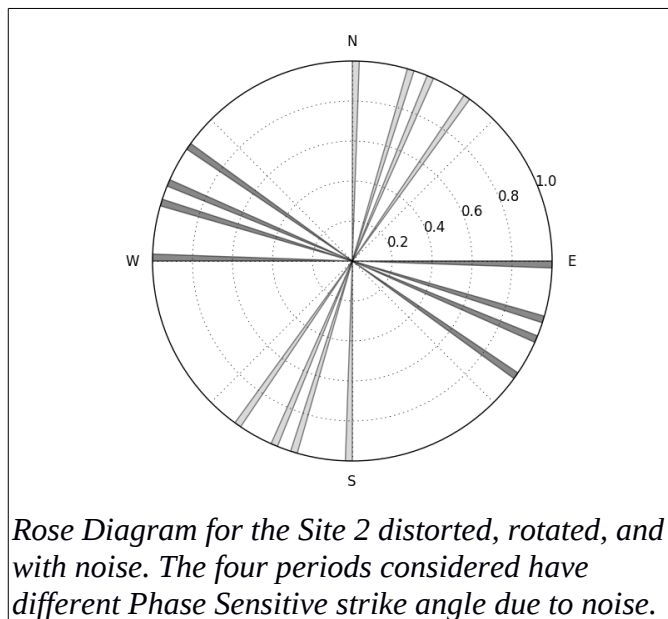 N
1.0
0.8
0.6
0.4
0.2
W
E
S
Rose Diagram for the Site 2 distorted, rotated, and
with noise. The four periods considered have
different Phase Sensitive strike angle due to noise.